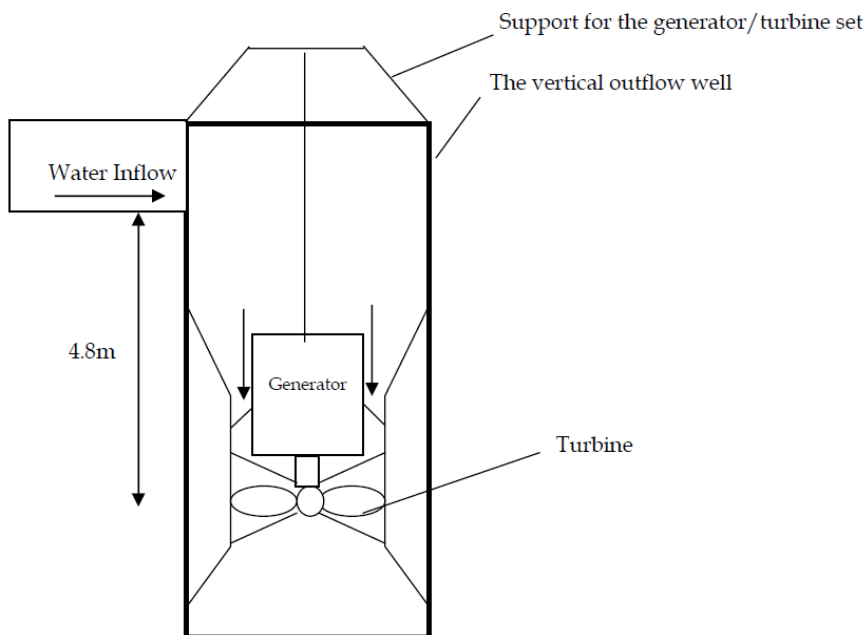 Support for the generator/turbine set
The vertical outflow well
Water Inflow
4.8m
Generator
Turbine